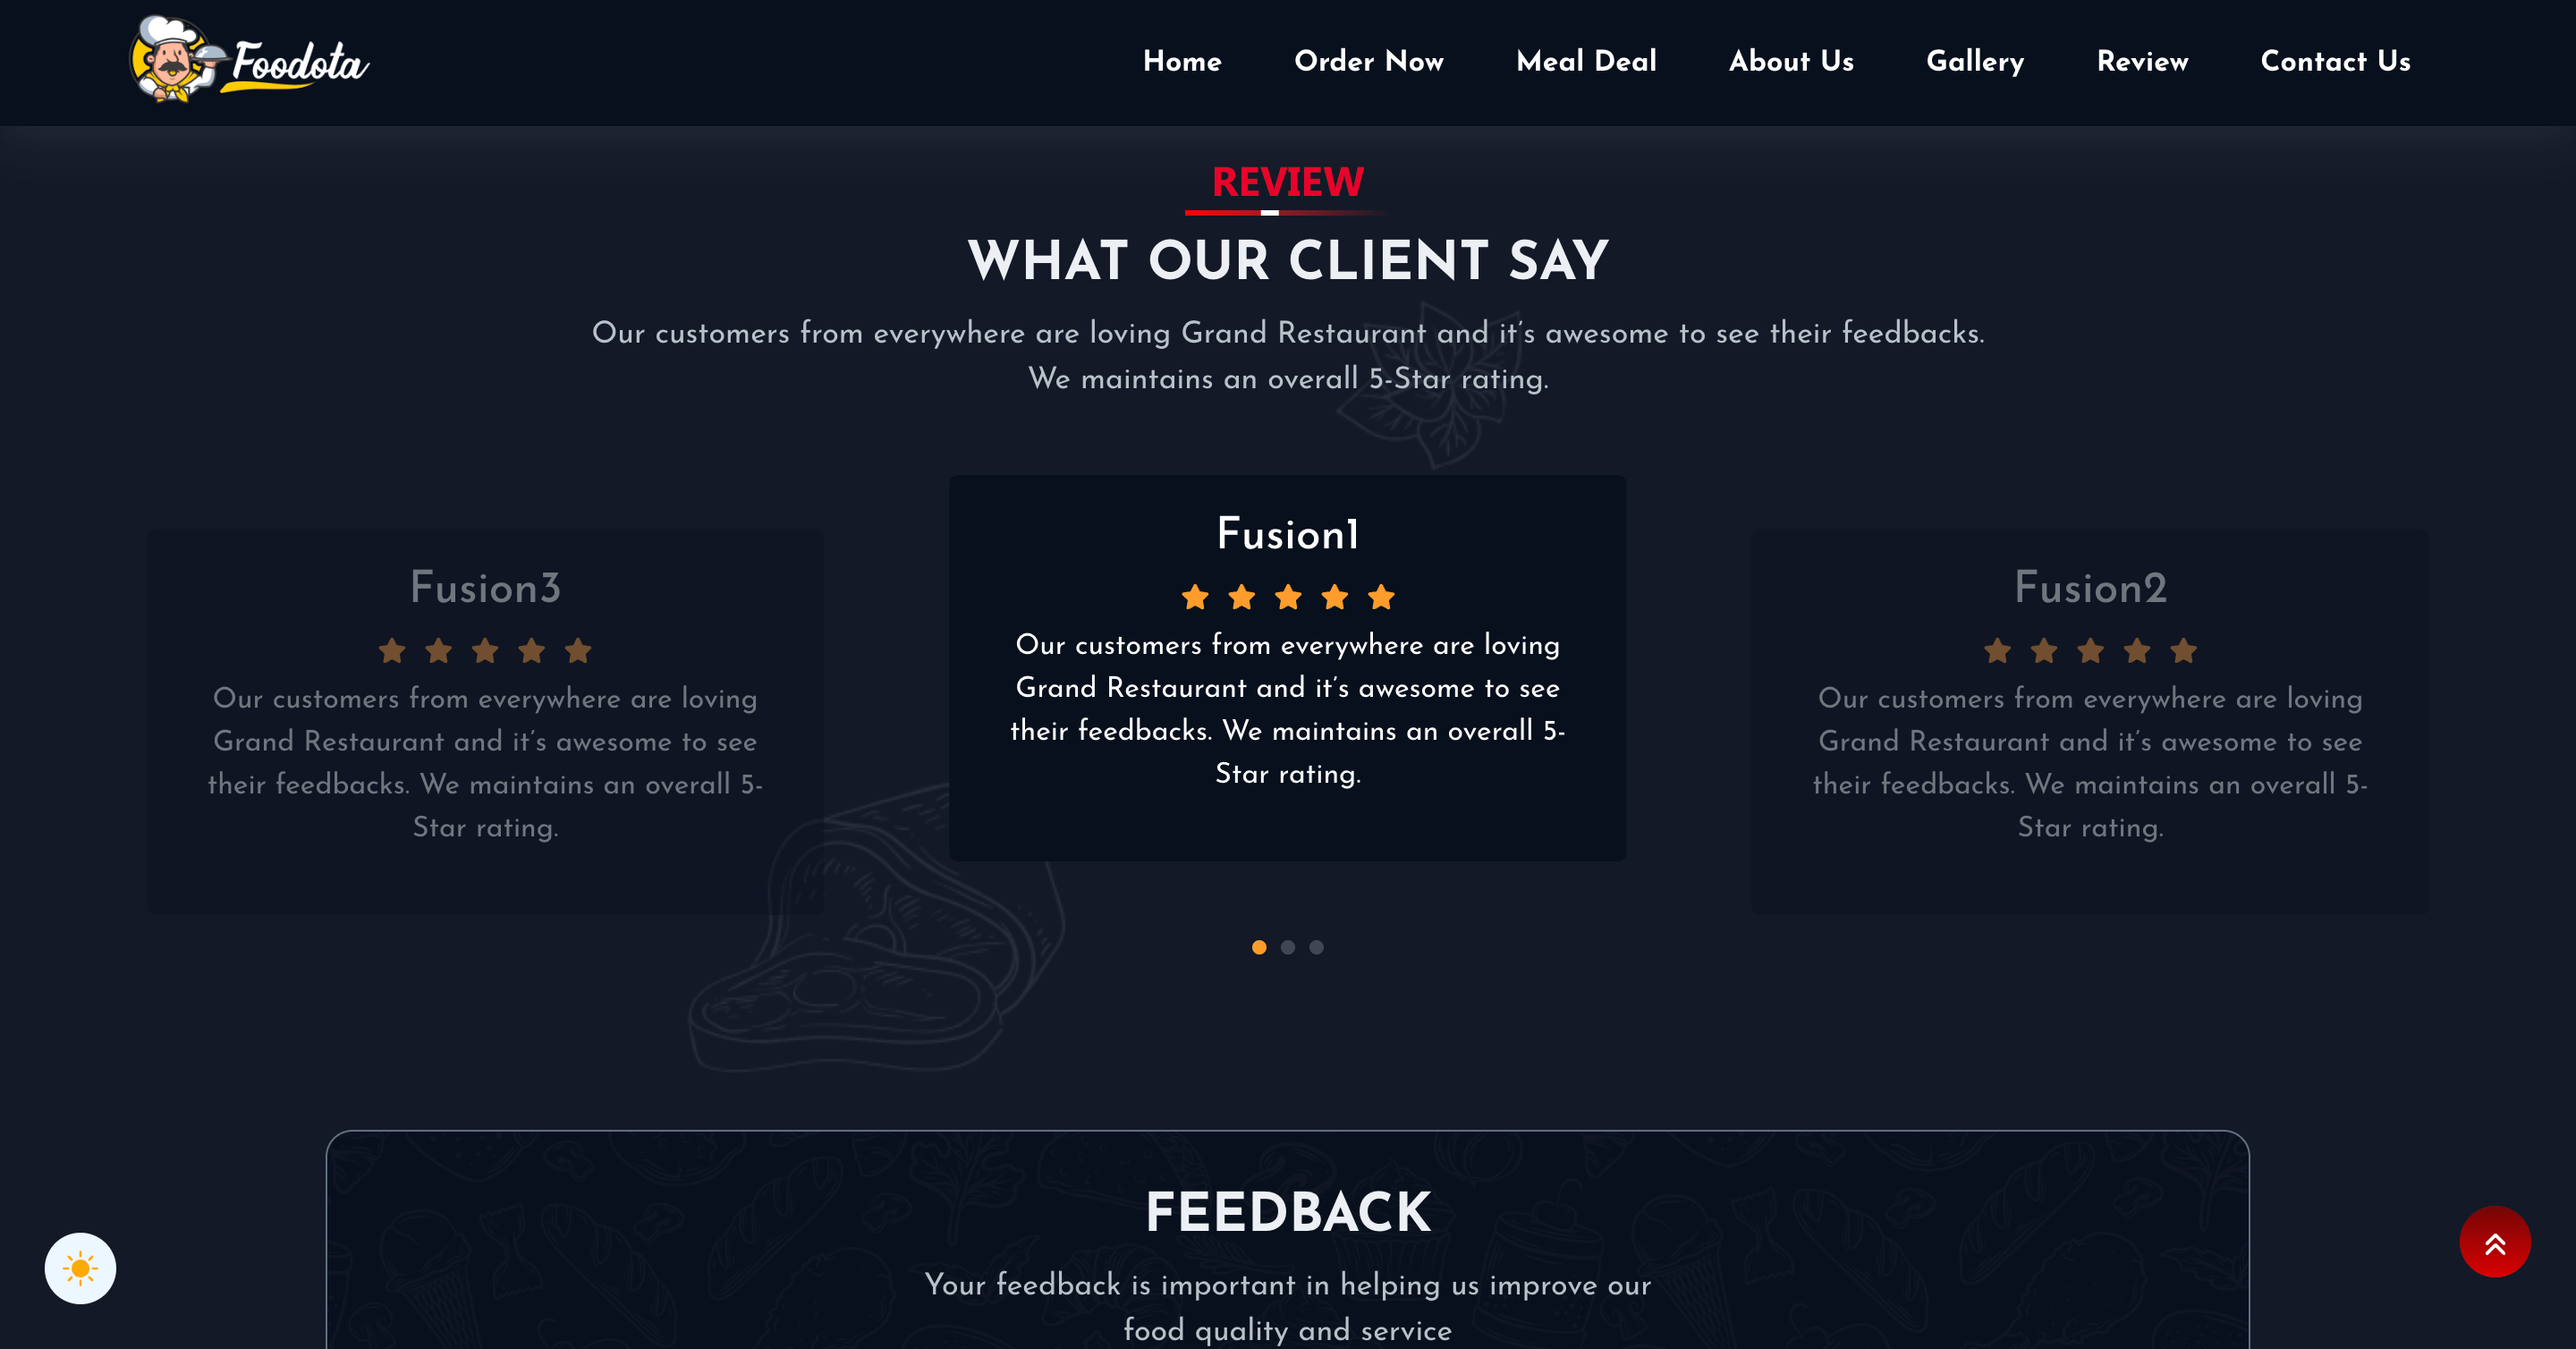 Foodota
Home Order Now Meal Deal About Us Gallery Review Contact Us
REVIEW
WHAT OUR CLIENT SAY
Our customers from everywhere are loving Grand Restaurant and it's awesome to see their feedbacks.
We maintains an overall 5-Star rating.
Fusion3
Our customers from everywhere are loving
Grand Restaurant and it's awesome to see
their feedbacks. We maintains an overall 5-
Star rating.
Fusion1
Our customers from everywhere are loving
Grand Restaurant and it's awesome to see
their feedbacks. We maintains an overall 5-
Star rating.
Fusion2
Our customers from everywhere are loving
Grand Restaurant and it's awesome to see
their feedbacks. We maintains an overall 5-
Star rating.
FEEDBACK
Your feedback is important in helping us improve our
food quality and service